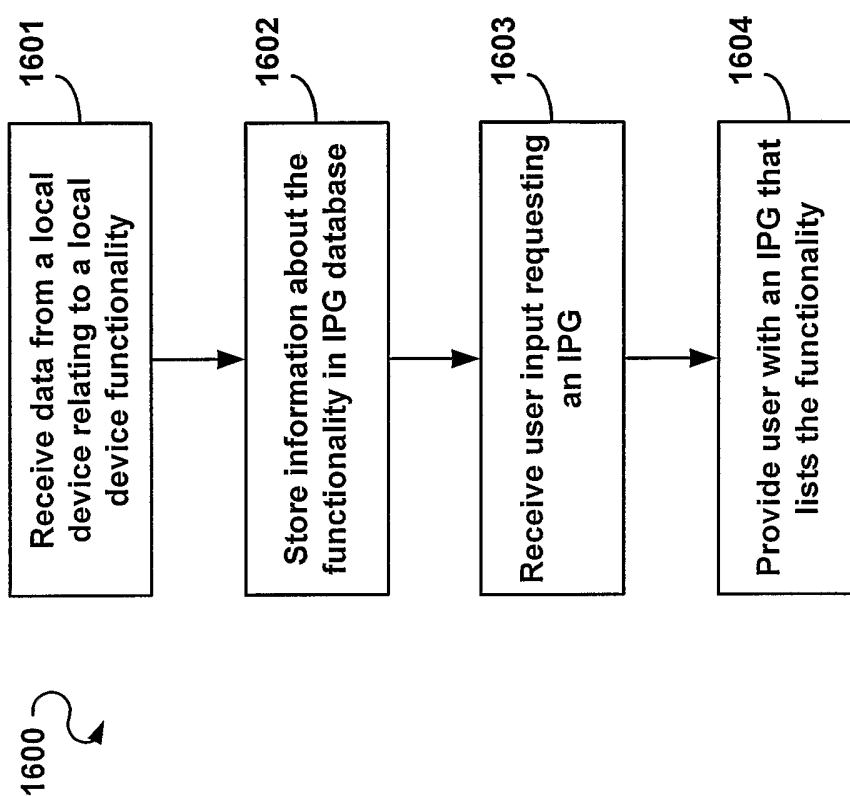 1600
1601
Receive data from a local
device relating to a local
device functionality
1602
Store information about the
functionality in IPG database
1603
Receive user input requesting
an IPG
1604
Provide user with an IPG that
lists the functionality